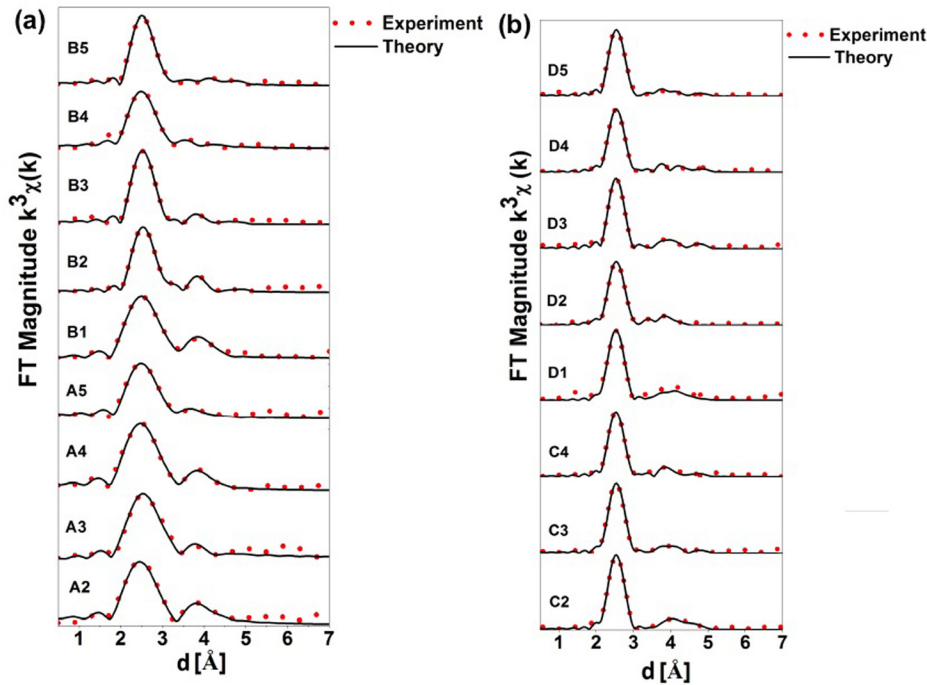 (a)
Experiment
Theory
B5
B4
B3
B2
B1
A5
A4
A3
A2
FT Magnitude k³χ(k)
1 2 3 4 5 6 7
d [Å]
(b)
Experiment
Theory
D5
D4
D3
D2
D1
C4
C3
C2
FT Magnitude k³χ (k)
1 2 3 4 5 6 7
d [Å]